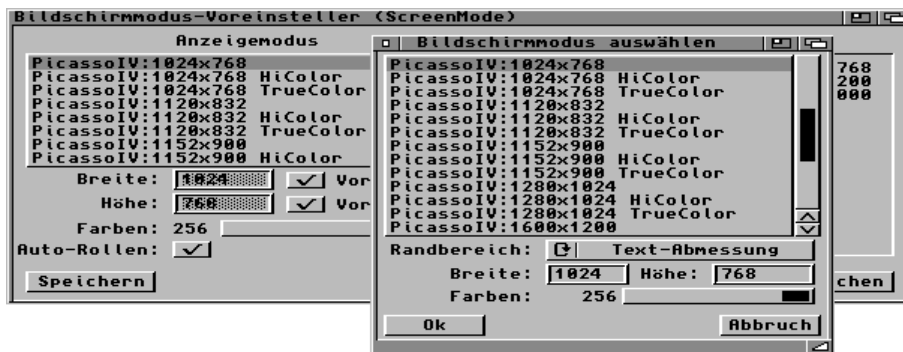 Bildschirmmodus-Voreinsteller (ScreenMode)
Anzeigemodus
PicassoIV:1024x768
PicassoIV:1024x768 HiColor
PicassoIV:1024x768 TrueColor
PicassoIV:1120x832
PicassoIV:1120x832 HiColor
PicassoIV:1120x832 TrueColor
PicassoIV:1152x900
PicassoIV:1152x900 HiColor
768
200
000
Breite: 1024 Vor
Höhe: 768 Vor
Farben: 256
Auto-Rollen:
Speichern
chen
Bildschirmmodus auswählen
PicassoIV:1024x768
PicassoIV:1024x768 HiColor
PicassoIV:1024x768 TrueColor
PicassoIV:1120x832
PicassoIV:1120x832 HiColor
PicassoIV:1120x832 TrueColor
PicassoIV:1152x900
PicassoIV:1152x900 HiColor
PicassoIV:1152x900 TrueColor
PicassoIV:1280x1024
PicassoIV:1280x1024 HiColor
PicassoIV:1280x1024 TrueColor
PicassoIV:1600x1200
Randbereich: Text-Abmessung
Breite: 1024 Höhe: 768
Farben: 256
Ok Abbruch